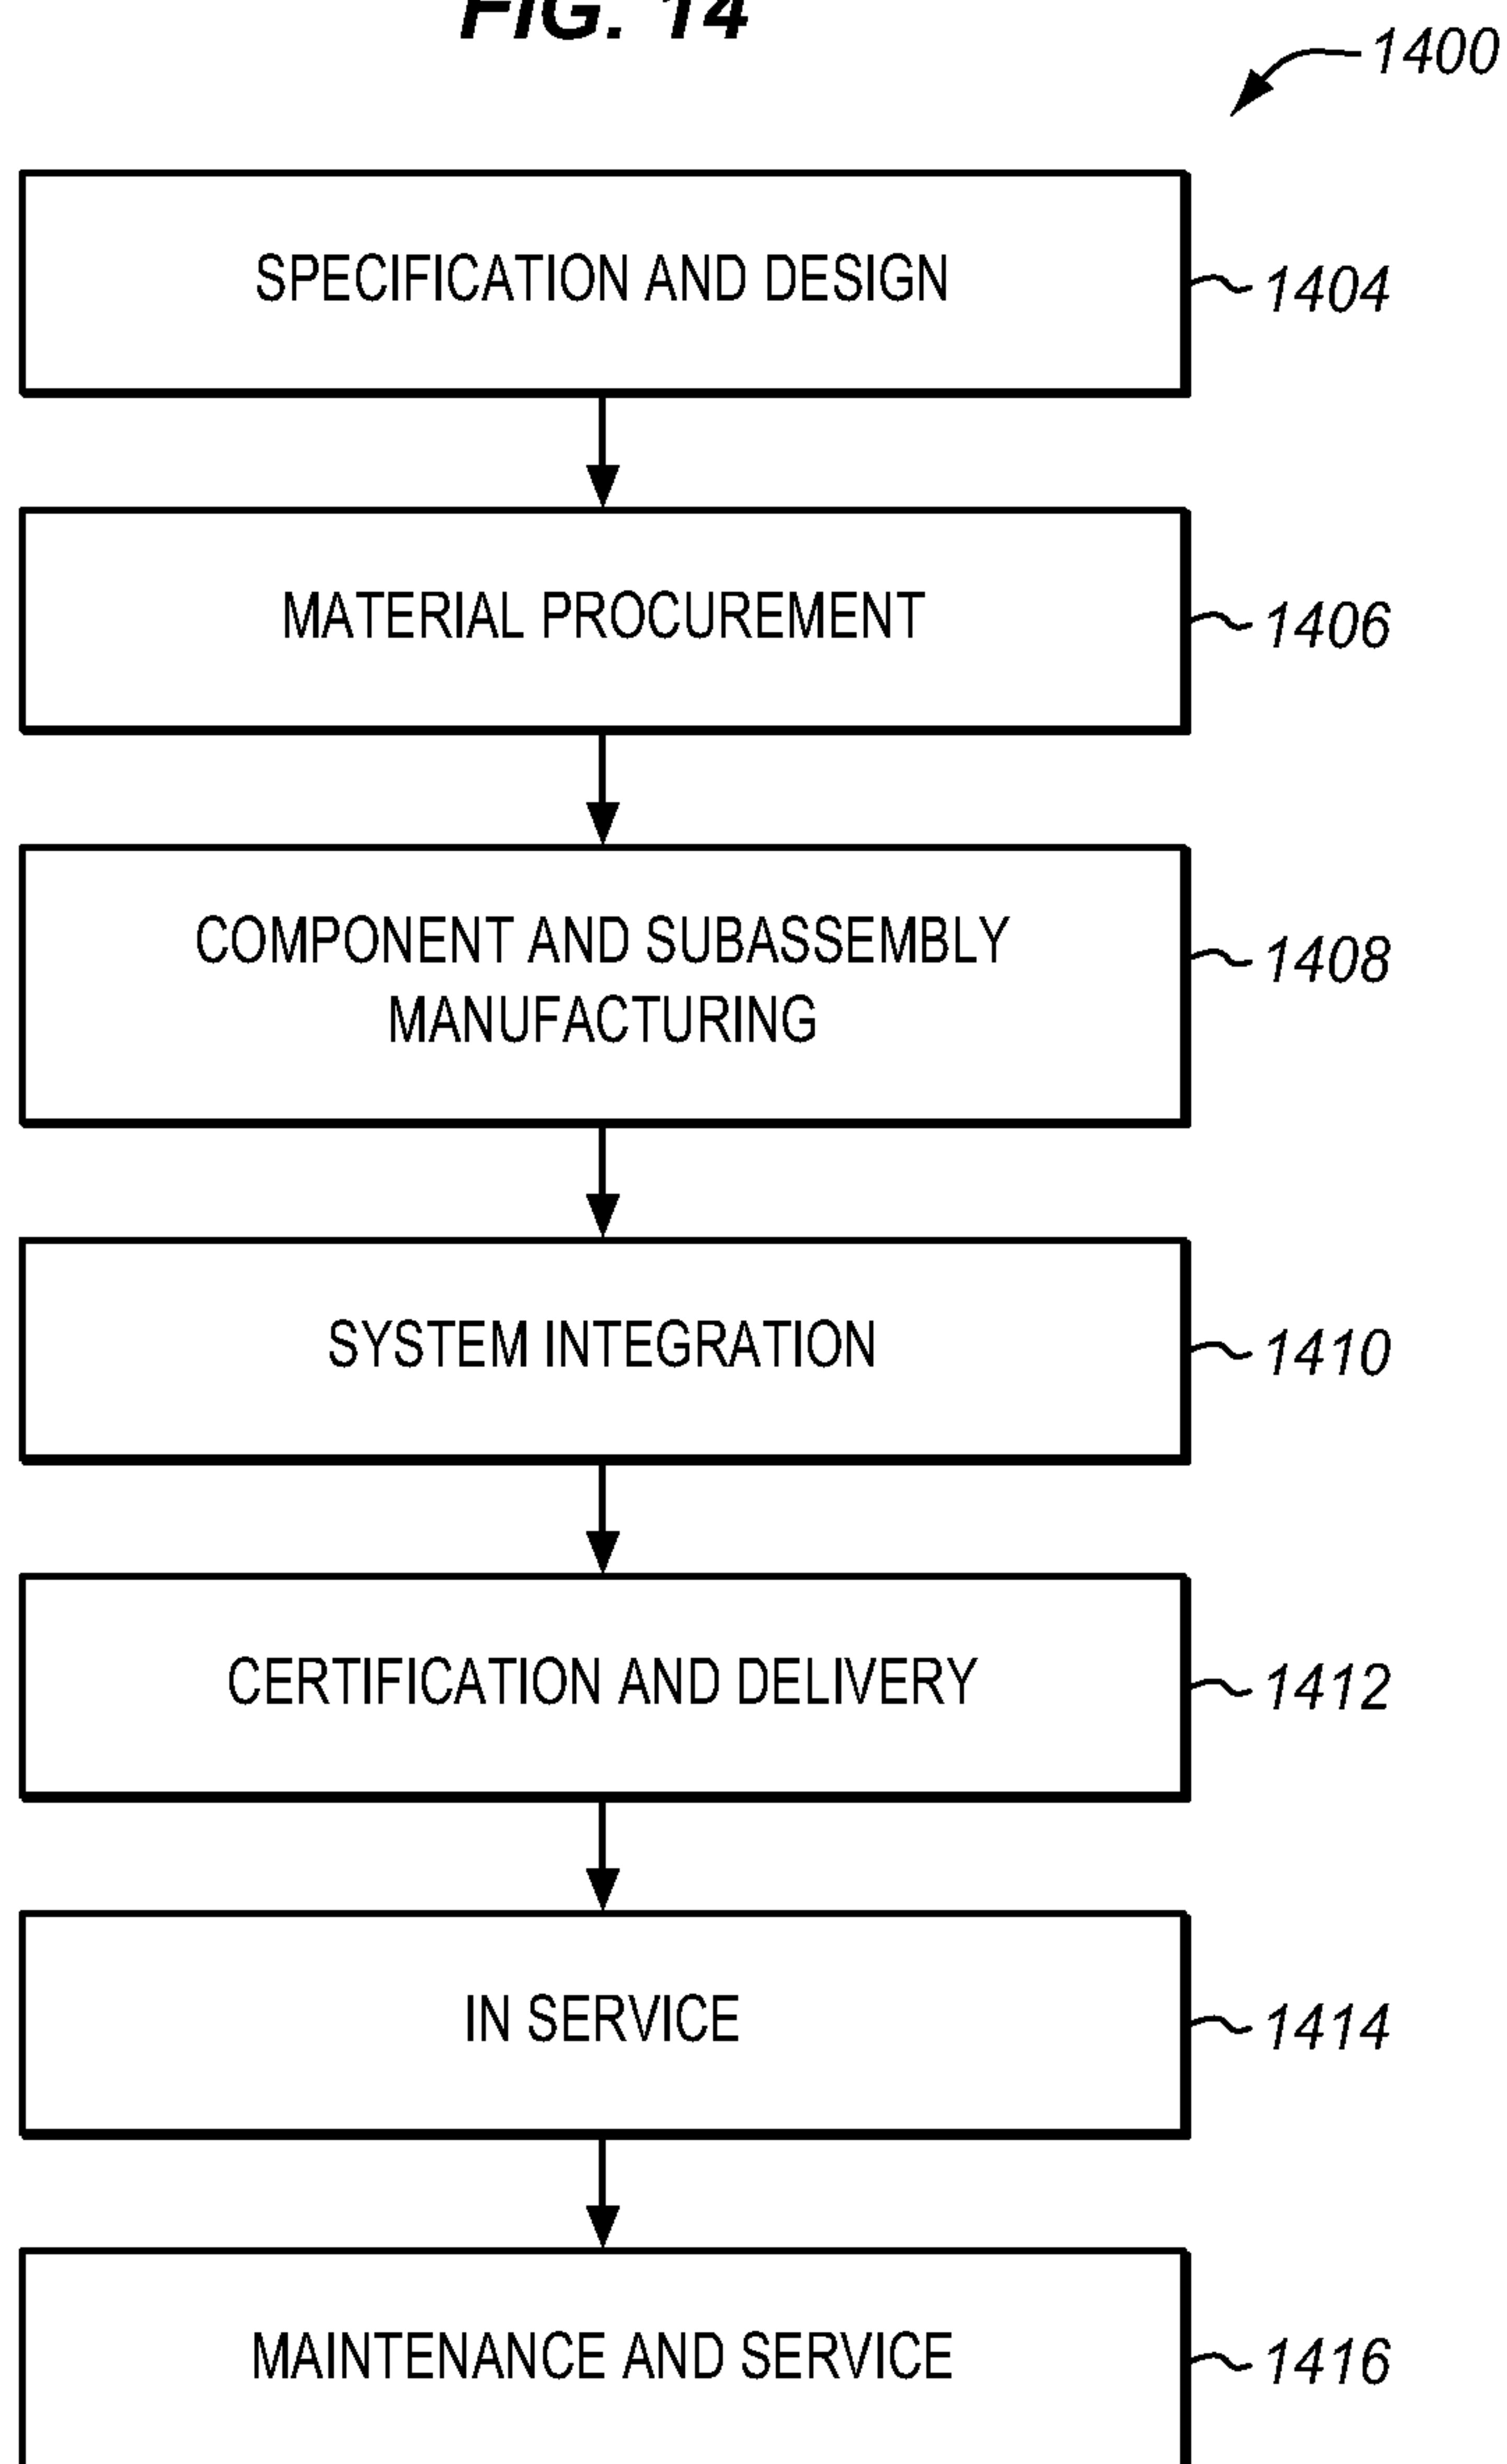 FIG. 14
1400
SPECIFICATION AND DESIGN
1404
MATERIAL PROCUREMENT
1406
COMPONENT AND SUBASSEMBLY
MANUFACTURING
1408
SYSTEM INTEGRATION
1410
CERTIFICATION AND DELIVERY
1412
IN SERVICE
1414
MAINTENANCE AND SERVICE
1416